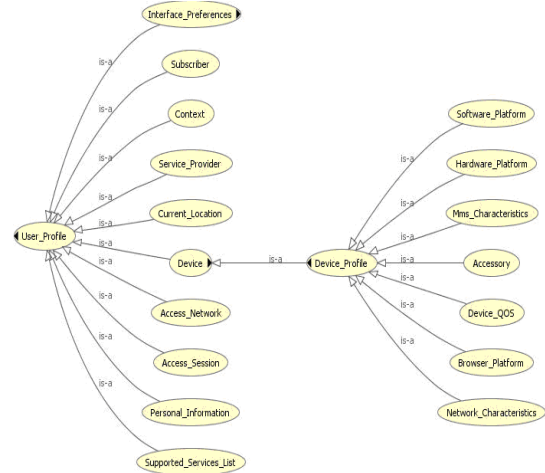 Interface_Preferences
is-a
Subscriber
is-a
Context
is-a
Service_Provider
is-a
Current_Location
is-a
User_Profile
is-a
Device
is-a
Access_Network
is-a
Access_Session
is-a
Personal_Information
is-a
Supported_Services_List
is-a
Device_Profile
Software_Platform
is-a
Hardware_Platform
is-a
Mms_Characteristics
is-a
Accessory
is-a
Device_QOS
is-a
Browser_Platform
is-a
Network_Characteristics